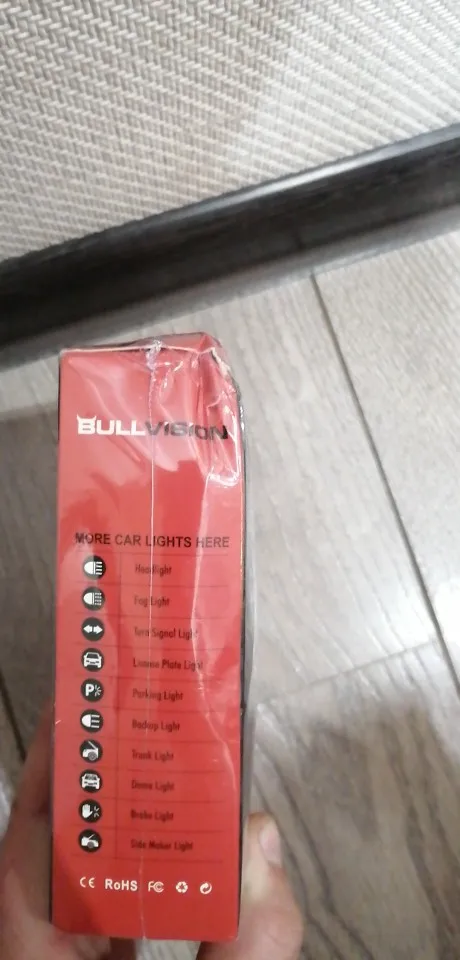 BULLVISION
MORE CAR LIGHTS HERE
Headlight
Fog Light
Turn Signal Light
License Plate Light
Parking Light
Backup Light
Trunk Light
Dome Light
Brake Light
Side Maker Light
CE RoHS FC